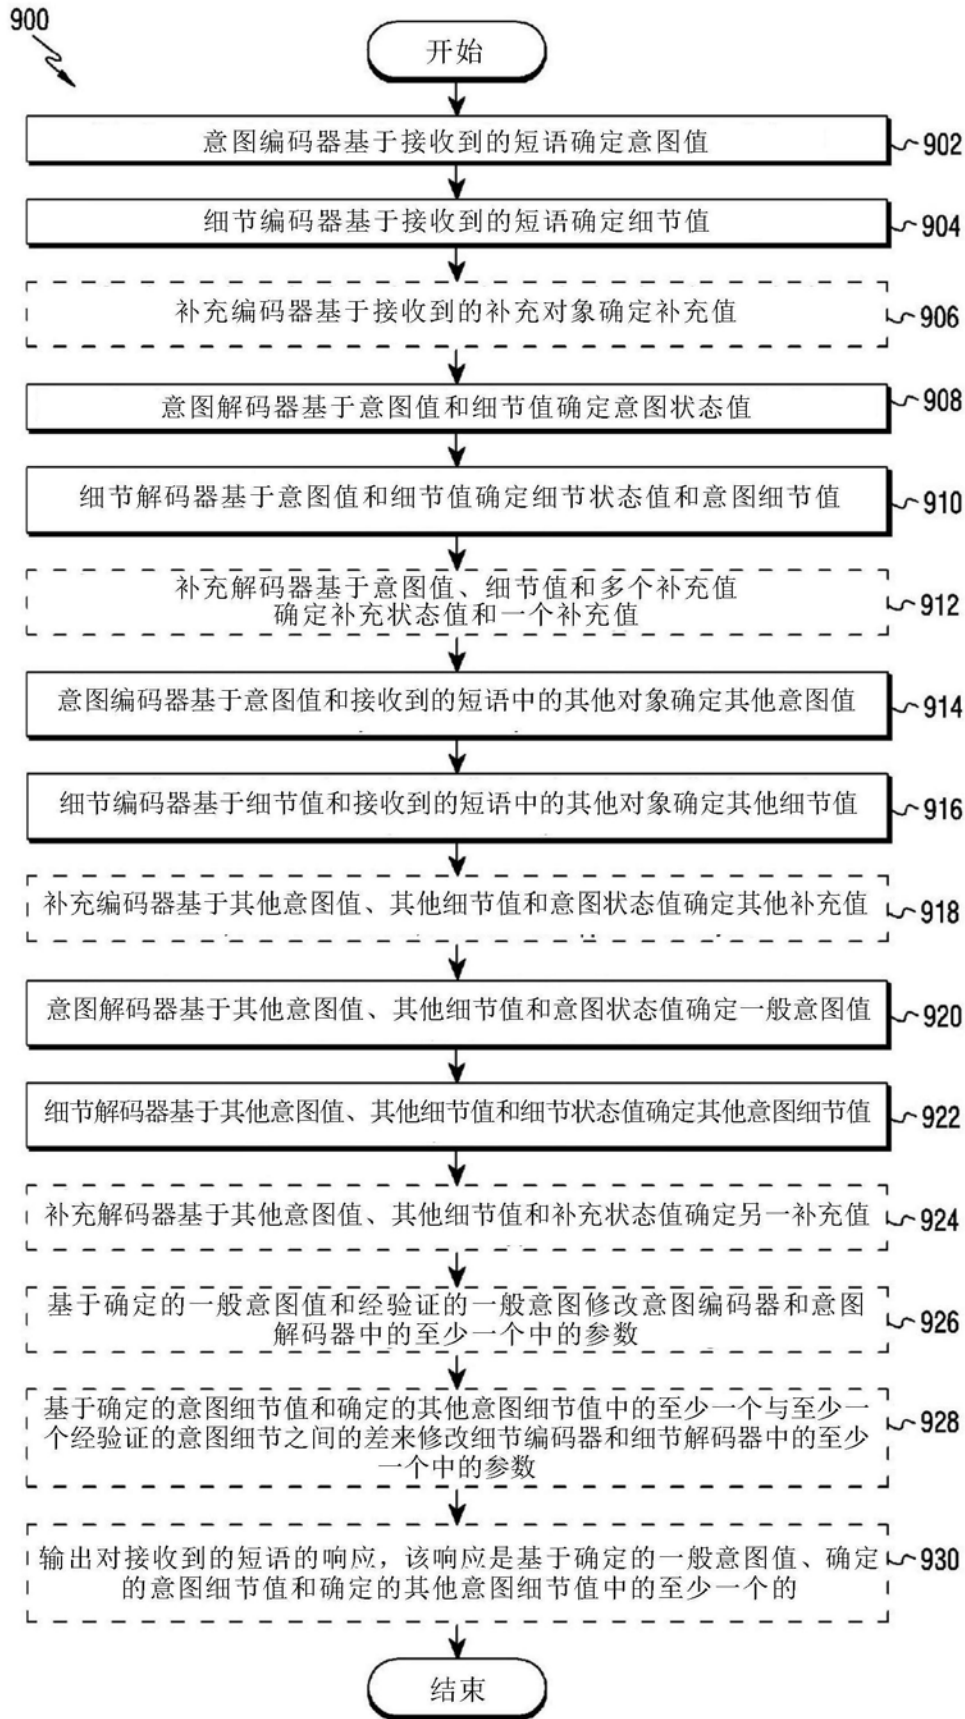 900
开始
意图编码器基于接收到的短语确定意图值
902
细节编码器基于接收到的短语确定细节值
904
补充编码器基于接收到的补充对象确定补充值
906
意图解码器基于意图值和细节值确定意图状态值
908
细节解码器基于意图值和细节值确定细节状态值和意图细节值
910
补充解码器基于意图值、细节值和多个补充值
确定补充状态值和一个补充值
912
意图编码器基于意图值和接收到的短语中的其他对象确定其他意图值
914
细节编码器基于细节值和接收到的短语中的其他对象确定其他细节值
916
补充编码器基于其他意图值、其他细节值和意图状态值确定其他补充值
918
意图解码器基于其他意图值、其他细节值和意图状态值确定一般意图值
920
细节解码器基于其他意图值、其他细节值和细节状态值确定其他意图细节值
922
补充解码器基于其他意图值、其他细节值和补充状态值确定另一补充值
924
基于确定的一般意图值和经验证的一般意图修改意图编码器和意图
解码器中的至少一个中的参数
926
基于确定的意图细节值和确定的其他意图细节值中的至少一个与至少一
个经验证的意图细节之间的差来修改细节编码器和细节解码器中的至少
一个中的参数
928
输出对接收到的短语的响应，该响应是基于确定的一般意图值、确定
的意图细节值和确定的其他意图细节值中的至少一个的
930
结束